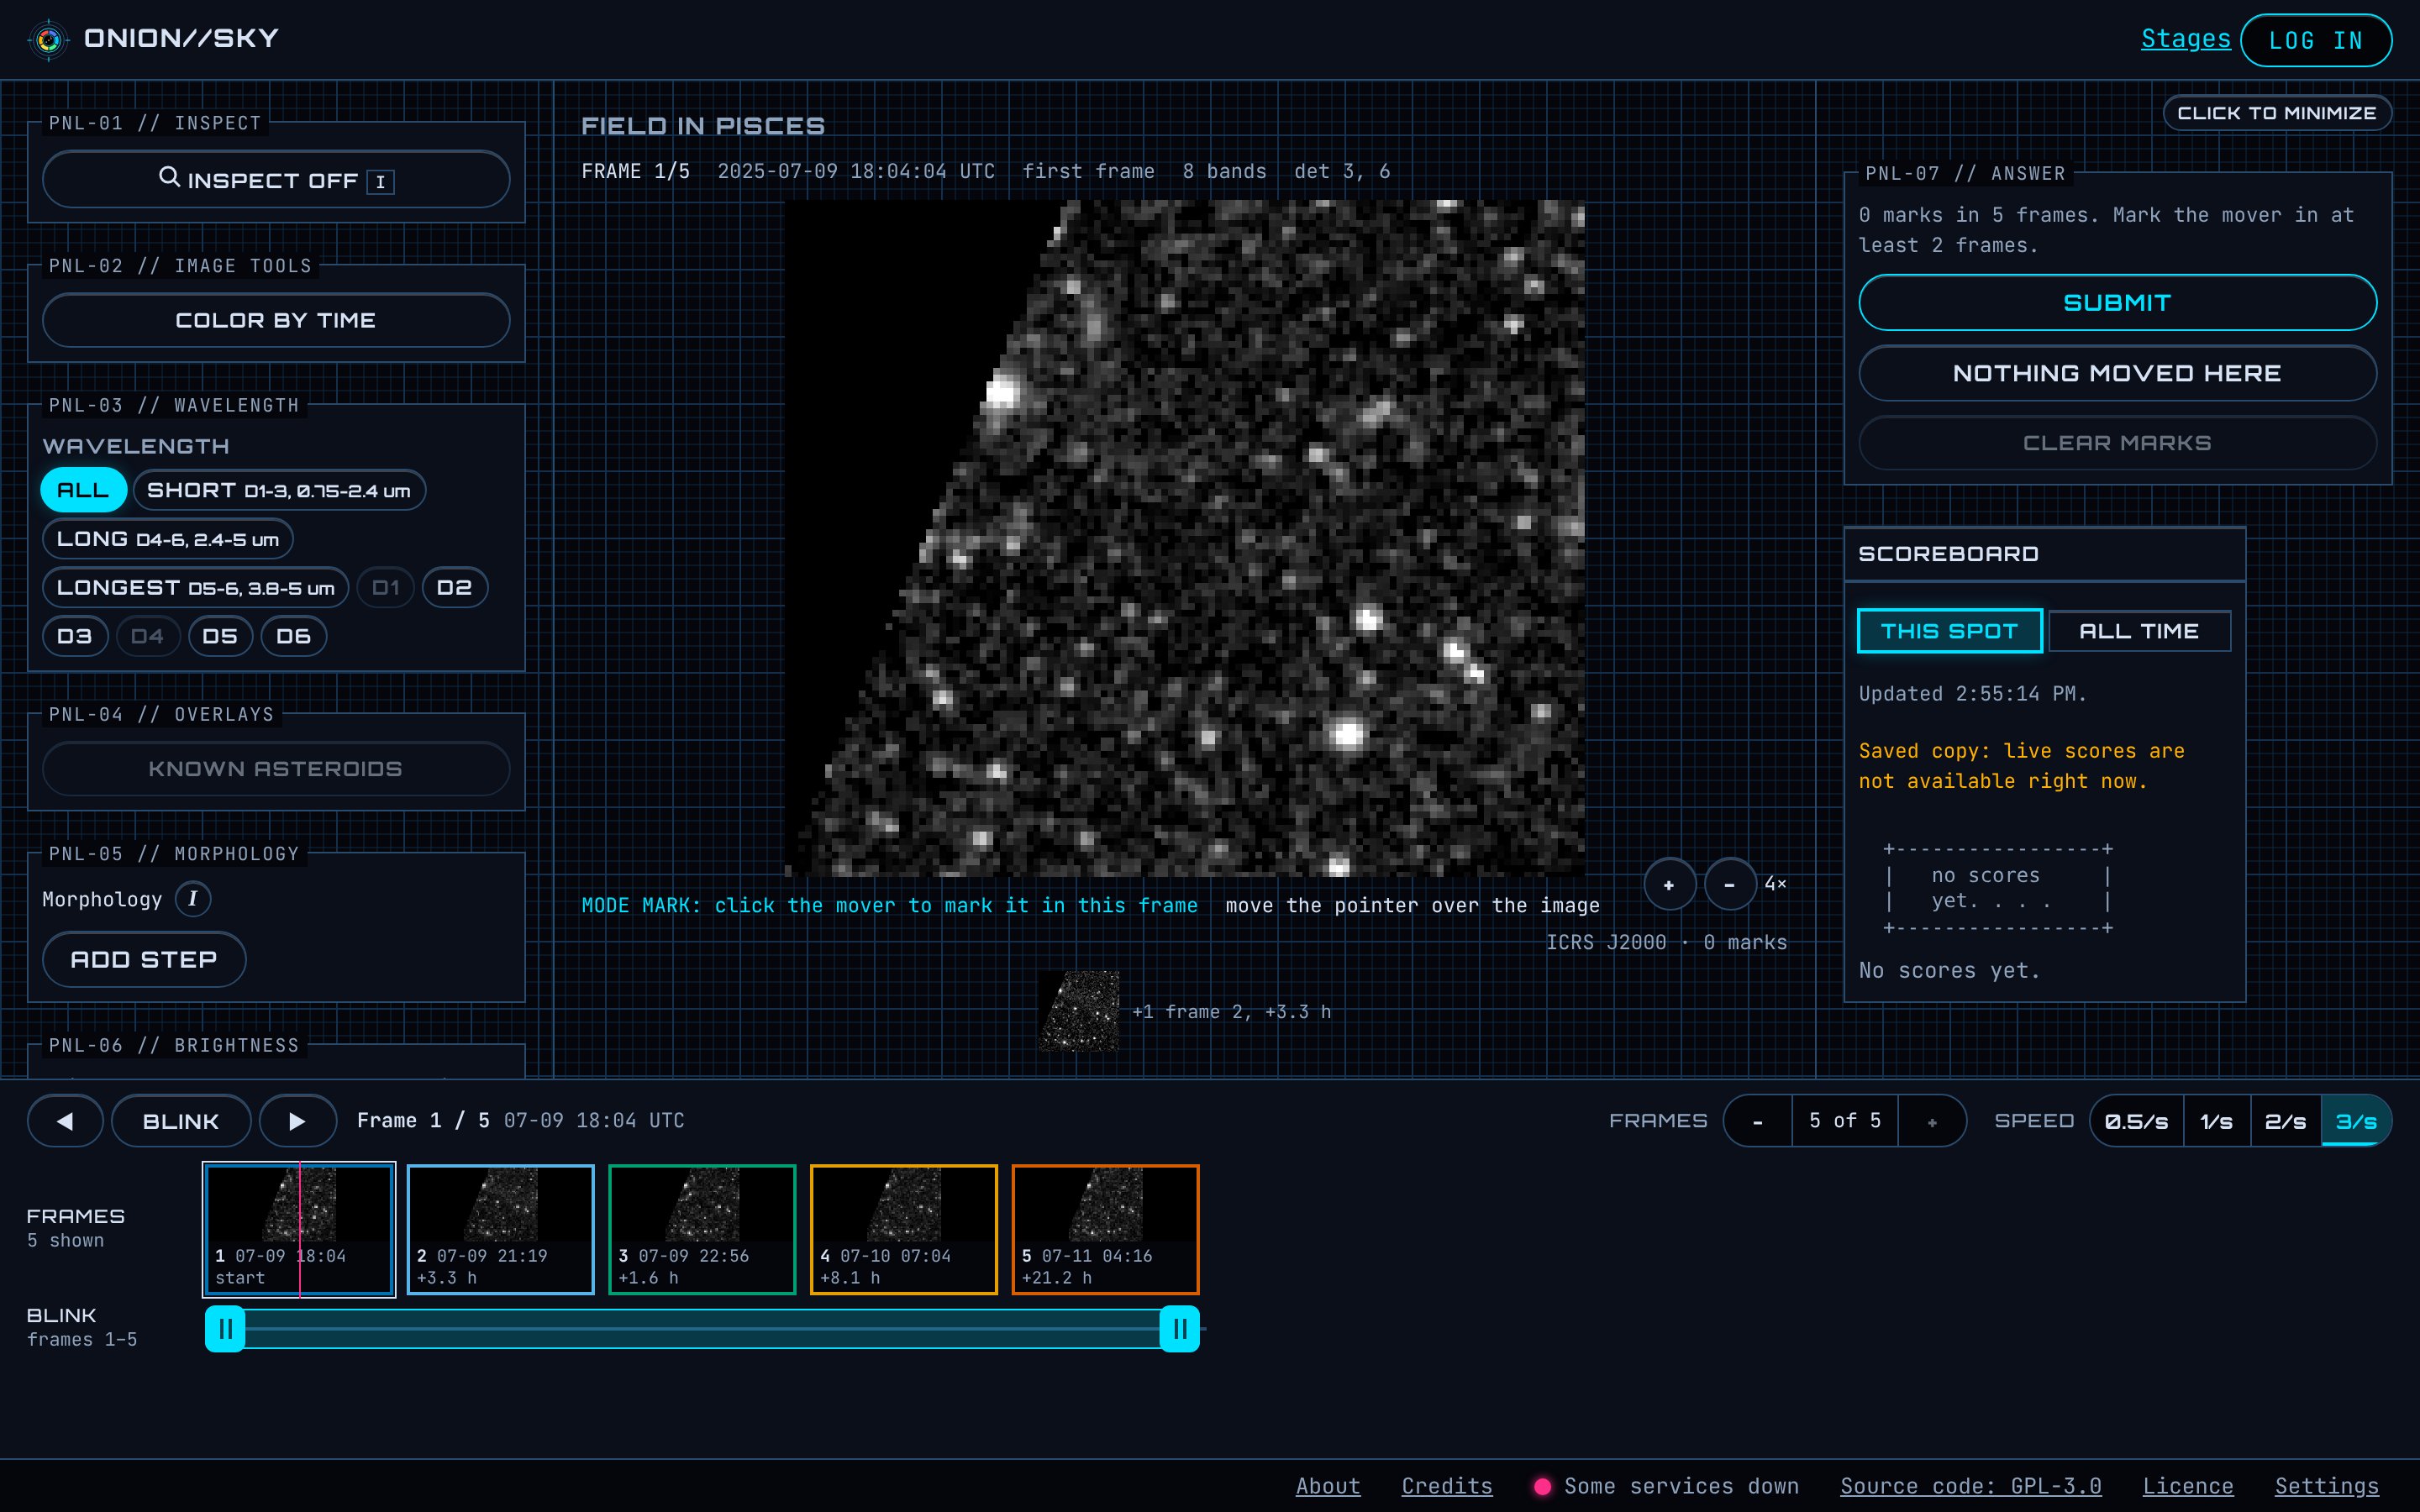 ONION//SKY
Stages
LOG IN
PNL-01 // INSPECT
INSPECT OFF I
PNL-02 // IMAGE TOOLS
COLOR BY TIME
PNL-03 // WAVELENGTH
WAVELENGTH
ALL
SHORT D1-3, 0.75-2.4 um
LONG D4-6, 2.4-5 um
LONGEST D5-6, 3.8-5 um
D1
D2
D3
D4
D5
D6
PNL-04 // OVERLAYS
KNOWN ASTEROIDS
PNL-05 // MORPHOLOGY
Morphology I
ADD STEP
PNL-06 // BRIGHTNESS
FIELD IN PISCES
FRAME 1/5 2025-07-09 18:04:04 UTC first frame 8 bands det 3, 6
+ - 4×
MODE MARK: click the mover to mark it in this frame move the pointer over the image
ICRS J2000 · 0 marks
+1 frame 2, +3.3 h
CLICK TO MINIMIZE
PNL-07 // ANSWER
0 marks in 5 frames. Mark the mover in at
least 2 frames.
SUBMIT
NOTHING MOVED HERE
CLEAR MARKS
SCOREBOARD
THIS SPOT
ALL TIME
Updated 2:55:14 PM.
Saved copy: live scores are
not available right now.
+-----------------+
| no scores |
| yet. . . . |
+-----------------+
No scores yet.
BLINK
Frame 1 / 5 07-09 18:04 UTC
FRAMES - 5 of 5 +
SPEED 0.5/s 1/s 2/s 3/s
FRAMES
5 shown
1 07-09 18:04
start
2 07-09 21:19
+3.3 h
3 07-09 22:56
+1.6 h
4 07-10 07:04
+8.1 h
5 07-11 04:16
+21.2 h
BLINK
frames 1–5
About
Credits
Some services down
Source code: GPL-3.0
Licence
Settings